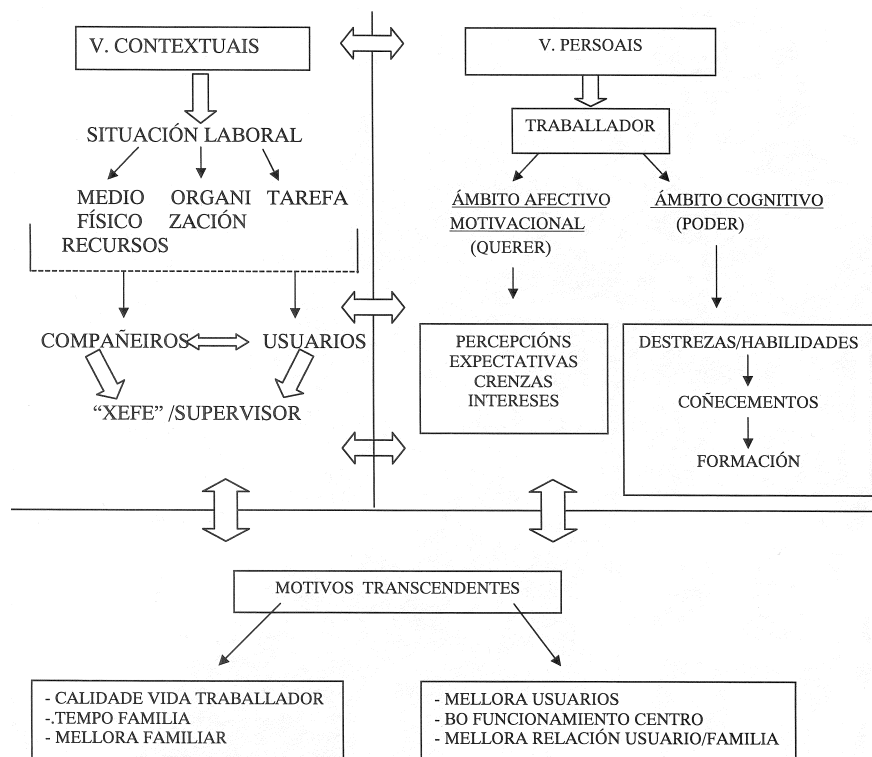 V. CONTEXTUAIS
SITUACIÓN LABORAL
MEDIO
FÍSICO
RECURSOS
ORGANI
ZACIÓN
TAREFA
COMPAÑEIROS
USUARIOS
“XEFE” /SUPERVISOR
V. PERSOAIS
TRABALLADOR
ÁMBITO AFECTIVO
MOTIVACIONAL
(QUERER)
ÁMBITO COGNITIVO
(PODER)
PERCEPCIÓNS
EXPECTATIVAS
CRENZAS
INTERESES
DESTREZAS/HABILIDADES
COÑECEMENTOS
FORMACIÓN
MOTIVOS TRANSCENDENTES
- CALIDADE VIDA TRABALLADOR
-.TEMPO FAMILIA
- MELLORA FAMILIAR
- MELLORA USUARIOS
- BO FUNCIONAMENTO CENTRO
- MELLORA RELACIÓN USUARIO/FAMILIA